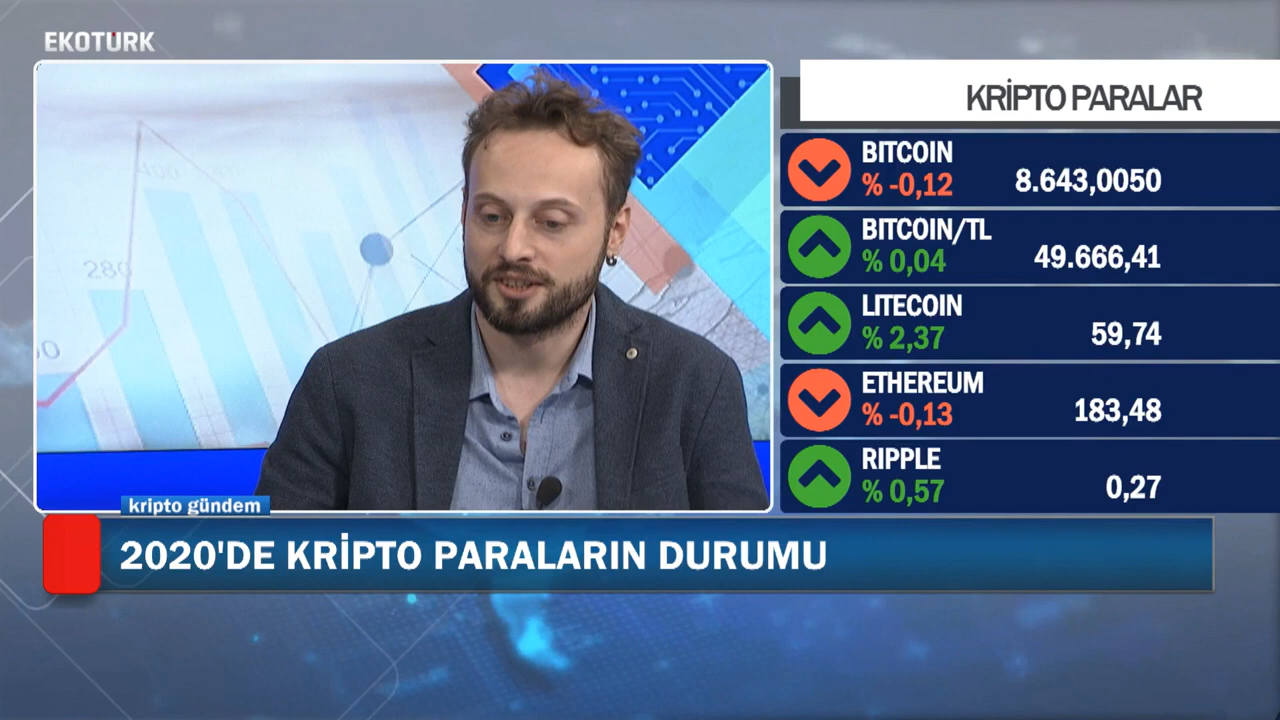 EKOTÜRK
KRİPTO PARALAR
BITCOIN
% -0,12
8.643,0050
BITCOIN/TL
% 0,04
49.666,41
LITECOIN
% 2,37
59,74
ETHEREUM
% -0,13
183,48
RIPPLE
% 0,57
0,27
400
280
kripto gündem
2020'DE KRİPTO PARALARIN DURUMU